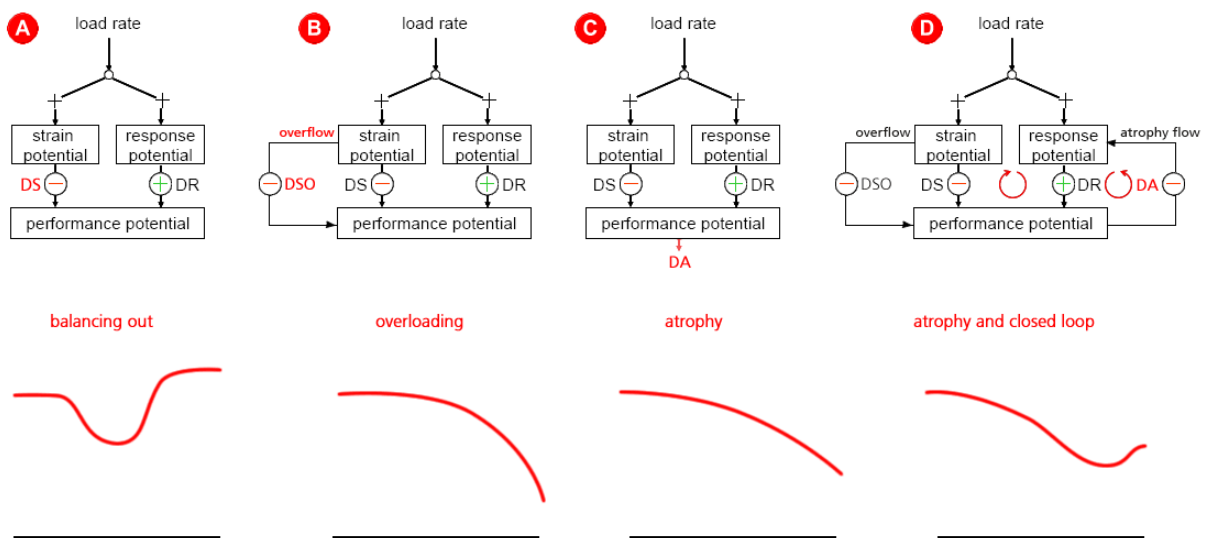 A
load rate
strain
potential
response
potential
DS
DR
performance potential
balancing out
B
load rate
overflow
strain
potential
response
potential
DSO
DS
DR
performance potential
overloading
C
load rate
strain
potential
response
potential
DS
DR
performance potential
DA
atrophy
D
load rate
overflow
strain
potential
response
potential
atrophy flow
DSO
DS
DR
DA
performance potential
atrophy and closed loop